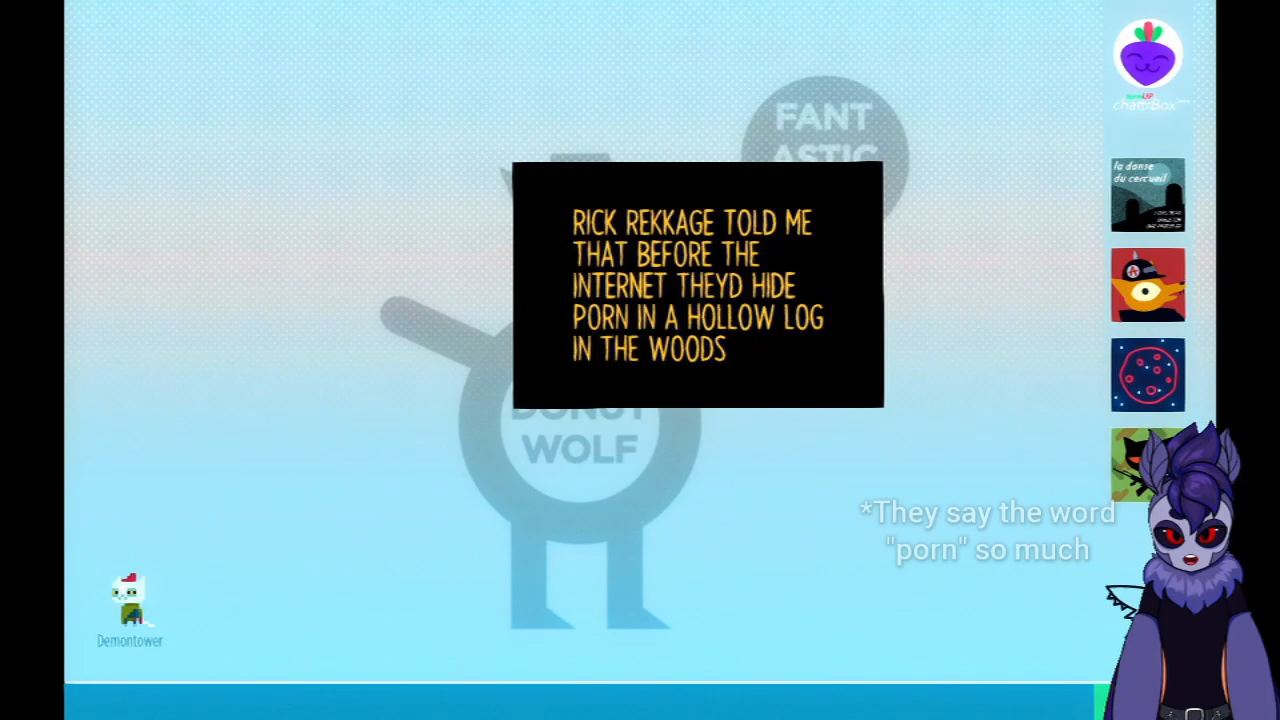 FANT
ASTIC
RICK REKKAGE TOLD ME
THAT BEFORE THE
INTERNET THEYD HIDE
PORN IN A HOLLOW LOG
IN THE WOODS
DONUT
WOLF
chattrBox
la danse
du cercueil
*They say the word
"porn" so much
Demontower